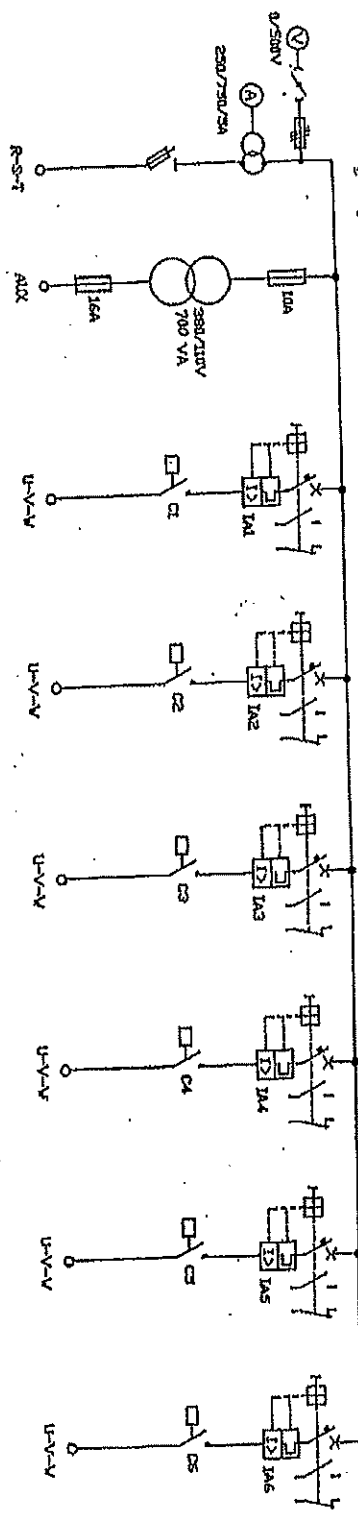 0/500V
V
250/750/5A
A
R-S-T
10A
380/110V
700 VA
16A
AUX
IA1
I>
C1
U-V-W
IA2
I>
C2
U-V-W
IA3
I>
C3
U-V-W
IA4
I>
C4
U-V-W
IA5
I>
C5
U-V-W
IA6
I>
U-V-W